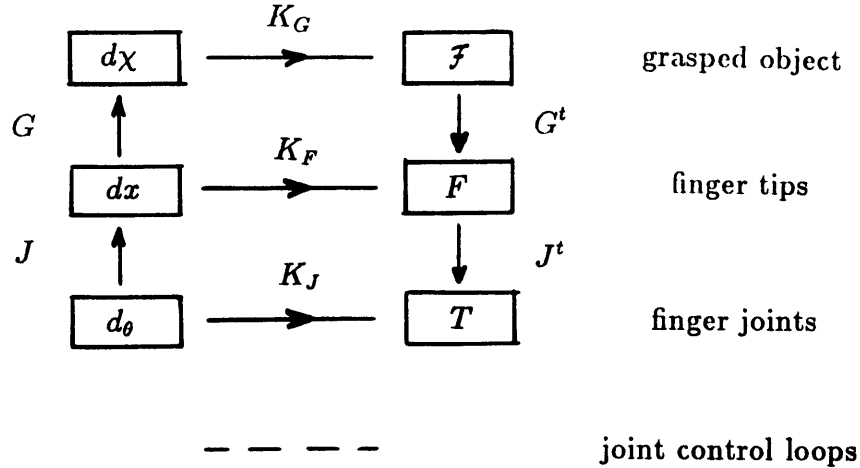 K_G
dχ ℱ grasped object
G G^t
K_F
dx F finger tips
J J^t
K_J
d_θ T finger joints
joint control loops